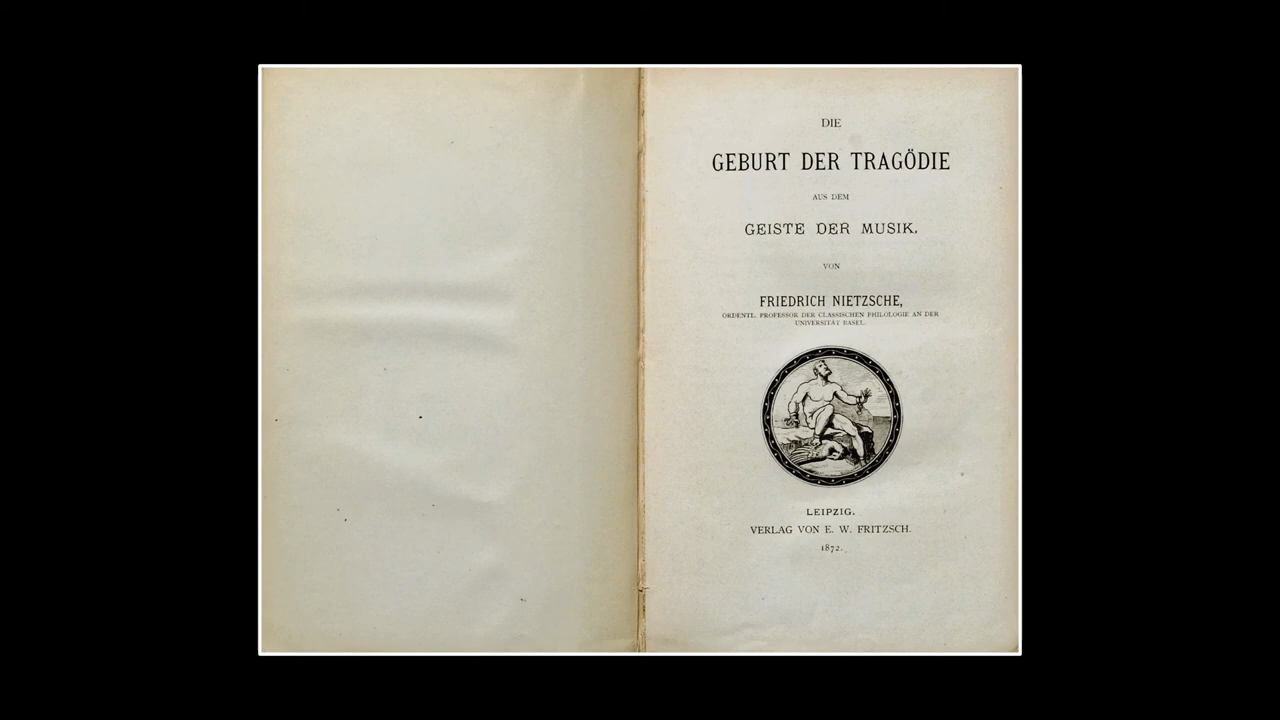 DIE
GEBURT DER TRAGÖDIE
AUS DEM
GEISTE DER MUSIK.
VON
FRIEDRICH NIETZSCHE,
ORDENTL. PROFESSOR DER CLASSISCHEN PHILOLOGIE AN DER
UNIVERSITÄT BASEL.
LEIPZIG.
VERLAG VON E. W. FRITZSCH.
1872.